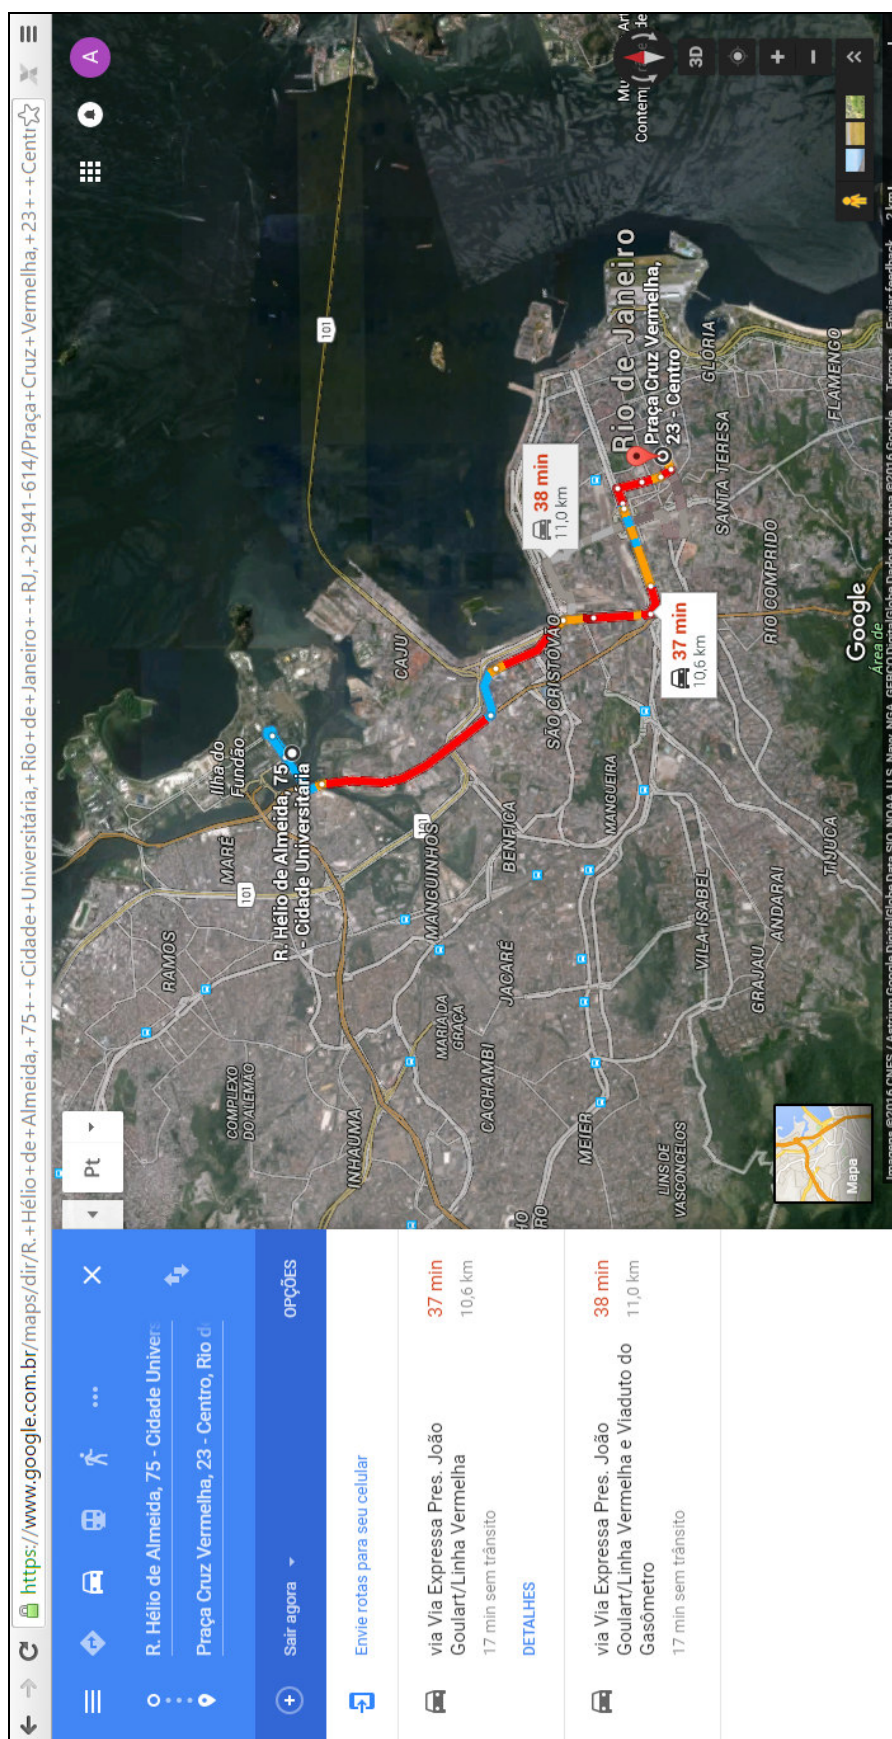 https://www.google.com.br/maps/dir/R.+Hélio+de+Almeida,+75+-+Cidade+Universitária,+Rio+de+Janeiro+-+RJ,+21941-614/Praça+Cruz+Vermelha,+23+-+Centr
R. Hélio de Almeida, 75 - Cidade Univers
Praça Cruz Vermelha, 23 - Centro, Rio d
Sair agora
OPÇÕES
Envie rotas para seu celular
via Via Expressa Pres. João
Goulart/Linha Vermelha
37 min
10,6 km
17 min sem trânsito
DETALHES
via Via Expressa Pres. João
Goulart/Linha Vermelha e Viaduto do
Gasômetro
38 min
11,0 km
17 min sem trânsito
Pt
A
RAMOS
MARÉ
Ilha do
Fundão
101
101
101
COMPLEXO
DO ALEMÃO
R. Hélio de Almeida, 75
- Cidade Universitária
INHAÚMA
CAJU
MANGUINHOS
MARIA DA
GRAÇA
CACHAMBI
JACARÉ
BENFICA
SÃO CRISTÓVÃO
38 min
11,0 km
MEIER
MANGUEIRA
37 min
10,6 km
Rio de Janeiro
Praça Cruz Vermelha,
23 - Centro
LINS DE
VASCONCELOS
VILA ISABEL
GLÓRIA
SANTA TERESA
GRAJAÚ
ANDARAÍ
RIO COMPRIDO
TIJUCA
FLAMENGO
3D
Mapa
Google
Área de